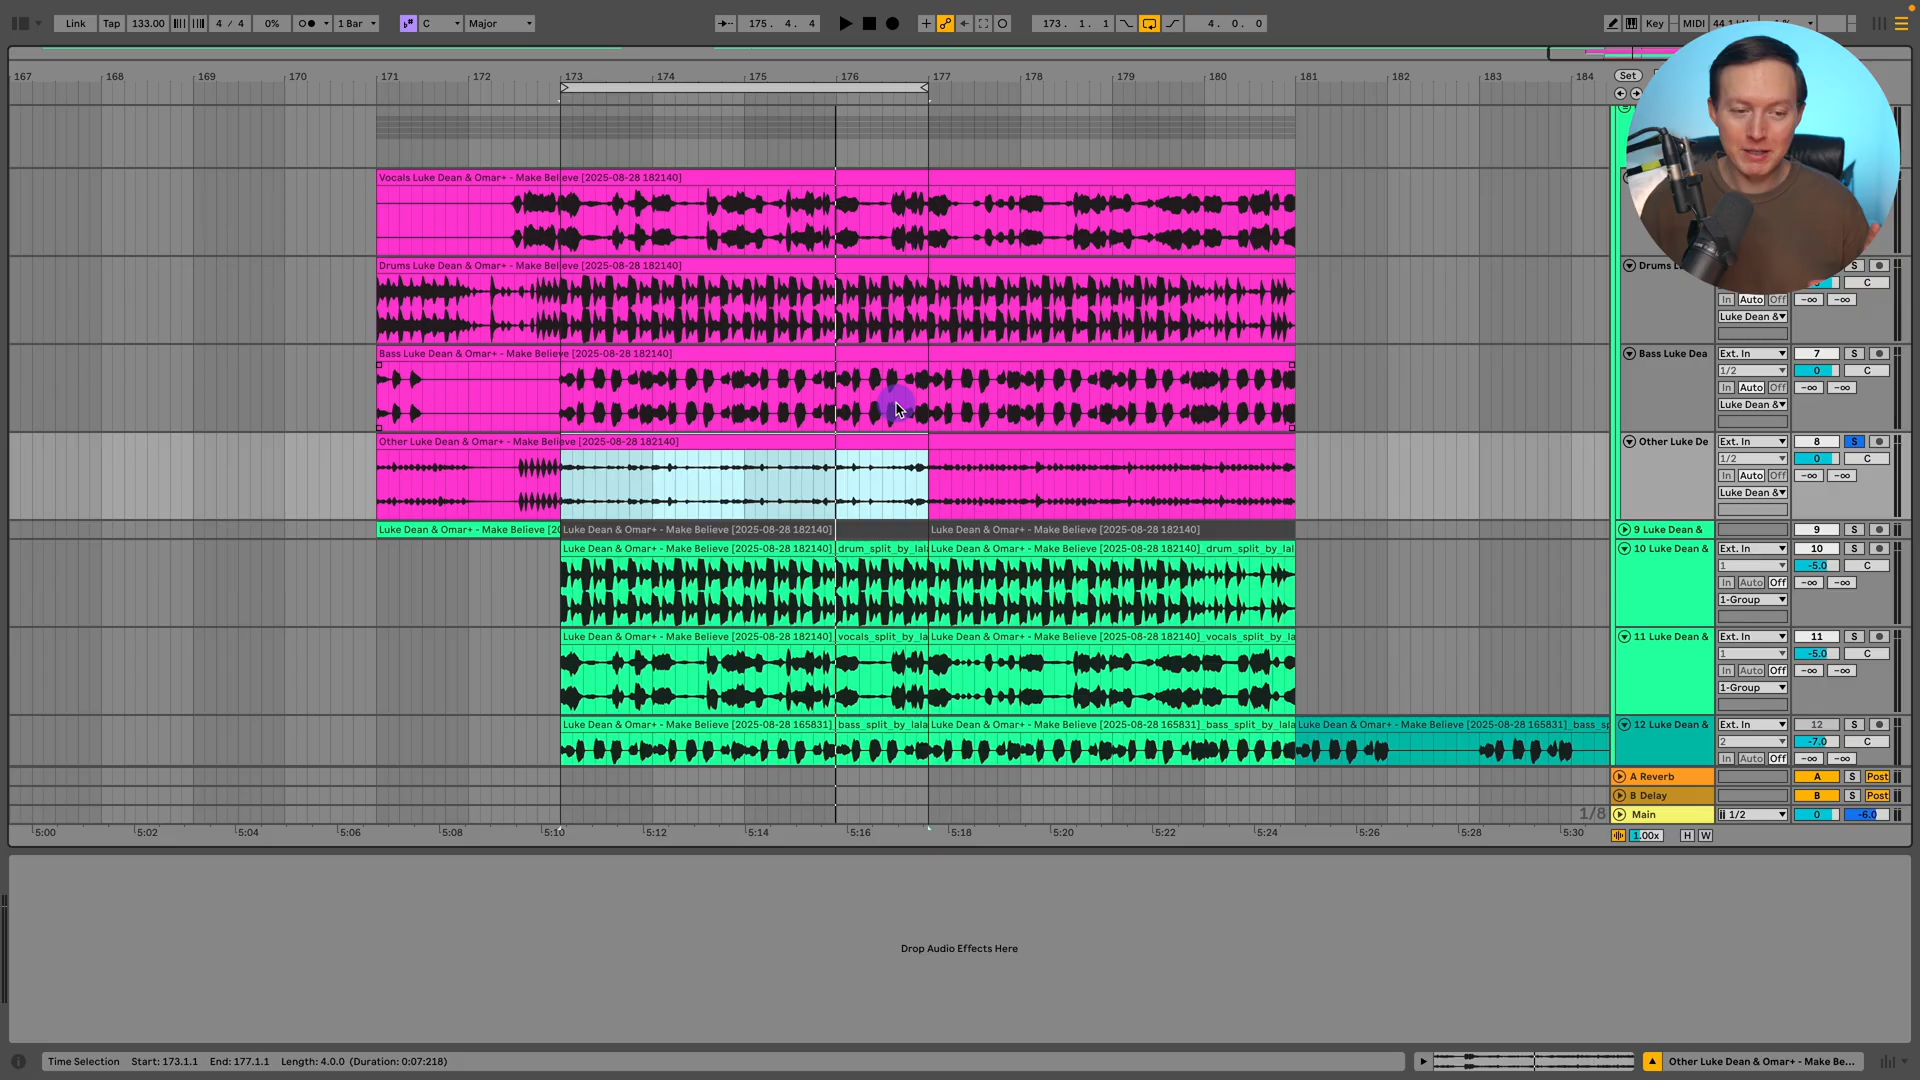 Link Tap 133.00 4 / 4 0% 1 Bar C Major 175. 4. 4 173. 1. 1 4. 0. 0 Key MIDI
167 168 169 170 171 172 173 174 175 176 177 178 179 180 181 182 183 184 Set
Vocals Luke Dean & Omar+ - Make Believe [2025-08-28 182140]
Drums Luke Dean & Omar+ - Make Believe [2025-08-28 182140]
S
C
In Auto Off -∞ -∞
Luke Dean &
Bass Luke Dean & Omar+ - Make Believe [2025-08-28 182140]
Bass Luke Dea Ext. In 7 S
1/2 0 C
In Auto Off -∞ -∞
Luke Dean &
Other Luke Dean & Omar+ - Make Believe [2025-08-28 182140]
Other Luke De Ext. In 8 S
1/2 0 C
In Auto Off -∞ -∞
Luke Dean &
Luke Dean & Omar+ - Make Believe [20 Luke Dean & Omar+ - Make Believe [2025-08-28 182140] Luke Dean & Omar+ - Make Believe [2025-08-28 182140]
9 Luke Dean & 9 S
Luke Dean & Omar+ - Make Believe [2025-08-28 182140] drum_split_by_lala Luke Dean & Omar+ - Make Believe [2025-08-28 182140]_drum_split_by_lal
10 Luke Dean & Ext. In 10 S
1 -5.0 C
In Auto Off -∞ -∞
1-Group
Luke Dean & Omar+ - Make Believe [2025-08-28 182140] vocals_split_by_la Luke Dean & Omar+ - Make Believe [2025-08-28 182140]_vocals_split_by_la
11 Luke Dean & Ext. In 11 S
1 -5.0 C
In Auto Off -∞ -∞
1-Group
Luke Dean & Omar+ - Make Believe [2025-08-28 165831] bass_split_by_lala Luke Dean & Omar+ - Make Believe [2025-08-28 165831]_bass_split_by_lal Luke Dean & Omar+ - Make Believe [2025-08-28 165831]_bass_sp
12 Luke Dean & Ext. In 12 S
2 -7.0 C
In Auto Off -∞ -∞
A Reverb A S Post
B Delay B S Post
1/8 Main 1/2 0 -6.0
5:00 5:02 5:04 5:06 5:08 5:10 5:12 5:14 5:16 5:18 5:20 5:22 5:24 5:26 5:28 5:30 1.00x H W
Drop Audio Effects Here
Time Selection Start: 173.1.1 End: 177.1.1 Length: 4.0.0 (Duration: 0:07:218) Other Luke Dean & Omar+ - Make Be...